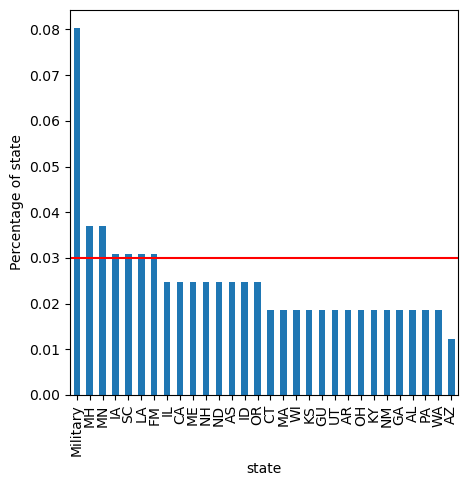 0.08
0.07
0.06
0.05
0.04
0.03
0.02
0.01
0.00
Percentage of state
Military
MH
MN
IA
SC
LA
FM
IL
CA
ME
NH
ND
AS
ID
OR
CT
MA
WI
KS
GU
UT
AR
OH
KY
NM
GA
AL
PA
WA
AZ
state